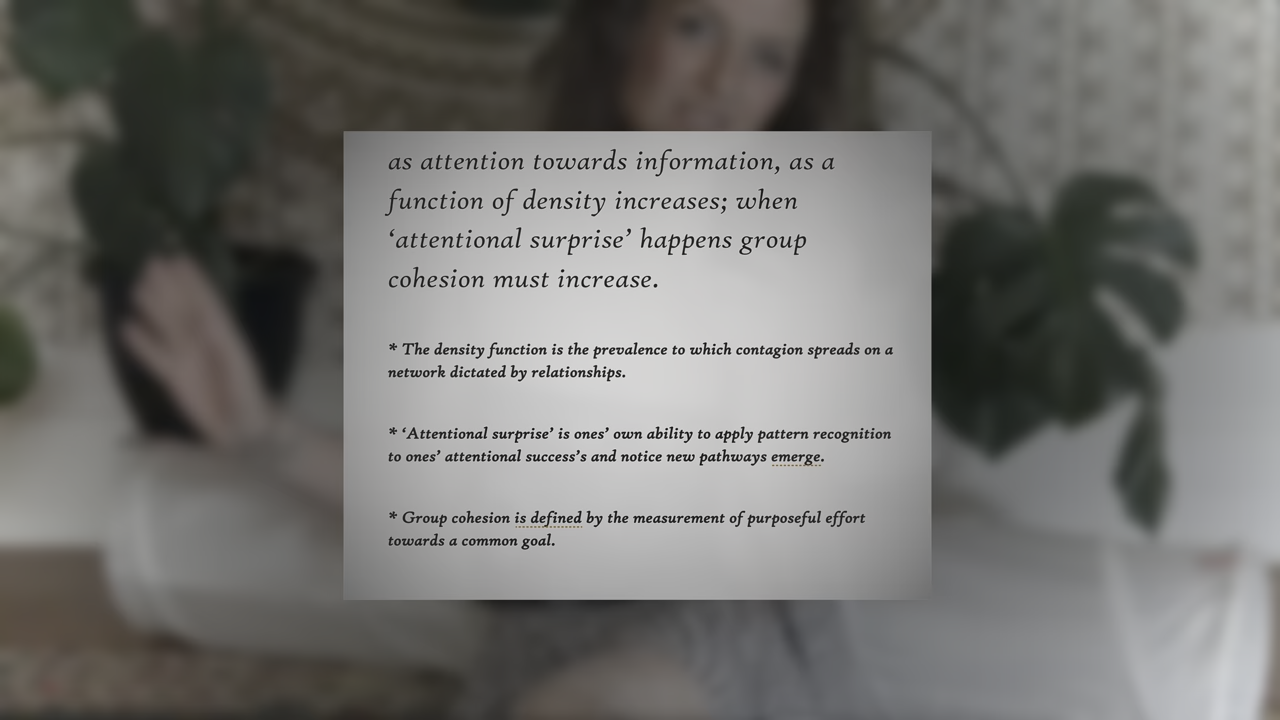 as attention towards information, as a
function of density increases; when
‘attentional surprise’ happens group
cohesion must increase.
* The density function is the prevalence to which contagion spreads on a
network dictated by relationships.
* ‘Attentional surprise’ is ones’ own ability to apply pattern recognition
to ones’ attentional success’s and notice new pathways emerge.
* Group cohesion is defined by the measurement of purposeful effort
towards a common goal.